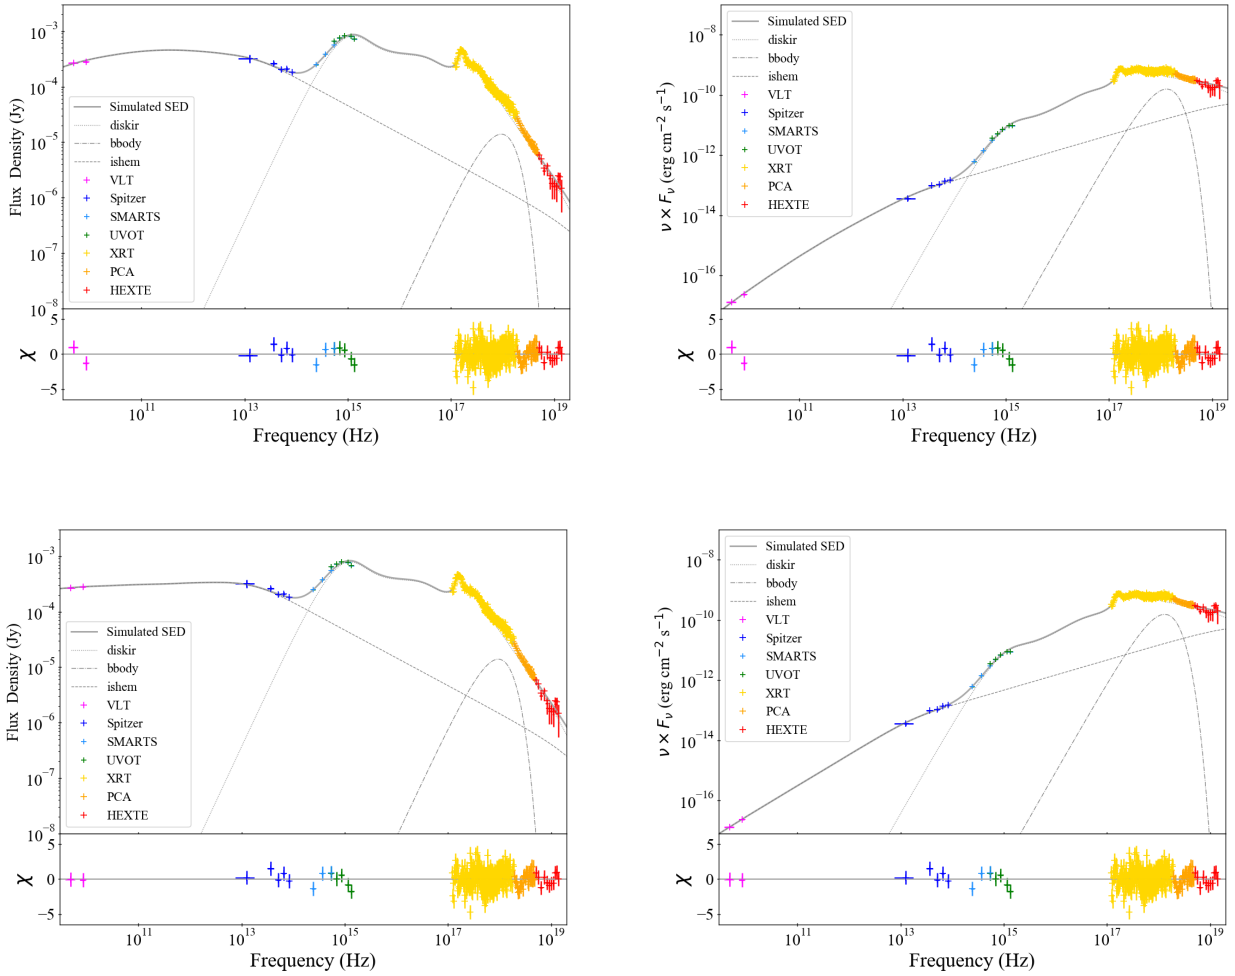 10⁻³
10⁻⁴
10⁻⁵
10⁻⁶
10⁻⁷
10⁻⁸
Flux Density (Jy)
Simulated SED
diskir
bbody
ishem
VLT
Spitzer
SMARTS
UVOT
XRT
PCA
HEXTE
5
0
−5
χ
10¹¹ 10¹³ 10¹⁵ 10¹⁷ 10¹⁹
Frequency (Hz)
10⁻⁸
10⁻¹⁰
10⁻¹²
10⁻¹⁴
10⁻¹⁶
ν × Fᵥ (erg cm⁻² s⁻¹)
Simulated SED
diskir
bbody
ishem
VLT
Spitzer
SMARTS
UVOT
XRT
PCA
HEXTE
5
0
−5
χ
10¹¹ 10¹³ 10¹⁵ 10¹⁷ 10¹⁹
Frequency (Hz)
10⁻³
10⁻⁴
10⁻⁵
10⁻⁶
10⁻⁷
10⁻⁸
Flux Density (Jy)
Simulated SED
diskir
bbody
ishem
VLT
Spitzer
SMARTS
UVOT
XRT
PCA
HEXTE
5
0
−5
χ
10¹¹ 10¹³ 10¹⁵ 10¹⁷ 10¹⁹
Frequency (Hz)
10⁻⁸
10⁻¹⁰
10⁻¹²
10⁻¹⁴
10⁻¹⁶
ν × Fᵥ (erg cm⁻² s⁻¹)
Simulated SED
diskir
bbody
ishem
VLT
Spitzer
SMARTS
UVOT
XRT
PCA
HEXTE
5
0
−5
χ
10¹¹ 10¹³ 10¹⁵ 10¹⁷ 10¹⁹
Frequency (Hz)